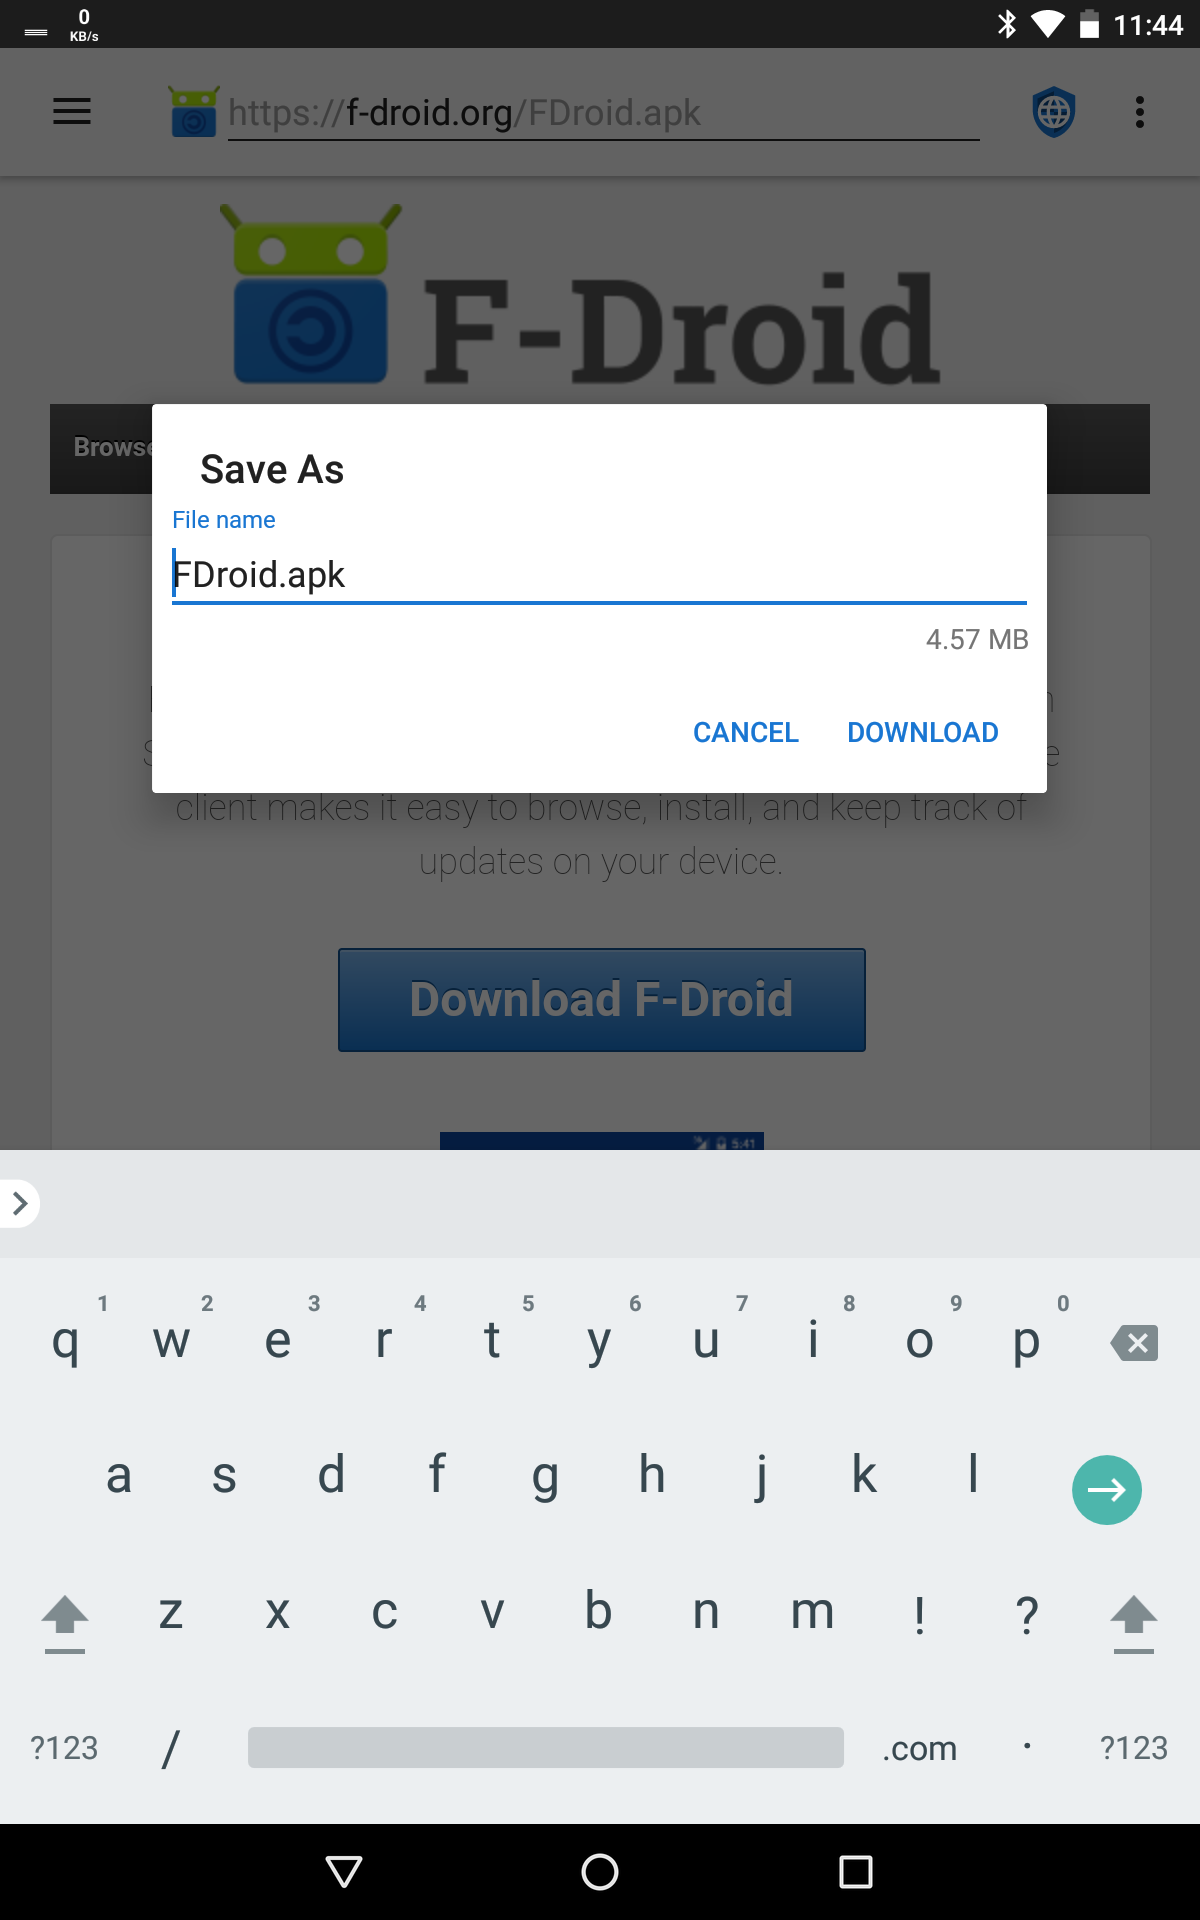 0
KB/s
11:44
https://f-droid.org/FDroid.apk
F-Droid
Save As
File name
FDroid.apk
4.57 MB
CANCEL DOWNLOAD
client makes it easy to browse, install, and keep track of
updates on your device.
Download F-Droid
5:41
1 2 3 4 5 6 7 8 9 0
q w e r t y u i o p
a s d f g h j k l
z x c v b n m ! ?
?123 / .com . ?123